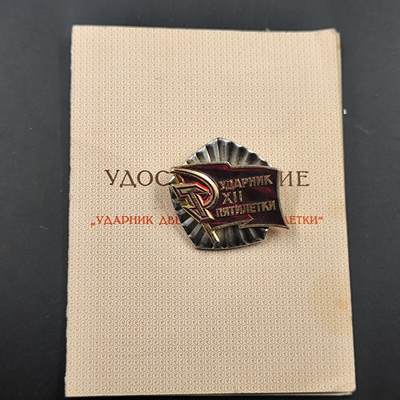 УДОС ИЕ
„УДАРНИК ДВ ЛЕТКИ“
УДАРНИК
XII
ПЯТИЛЕТКИ